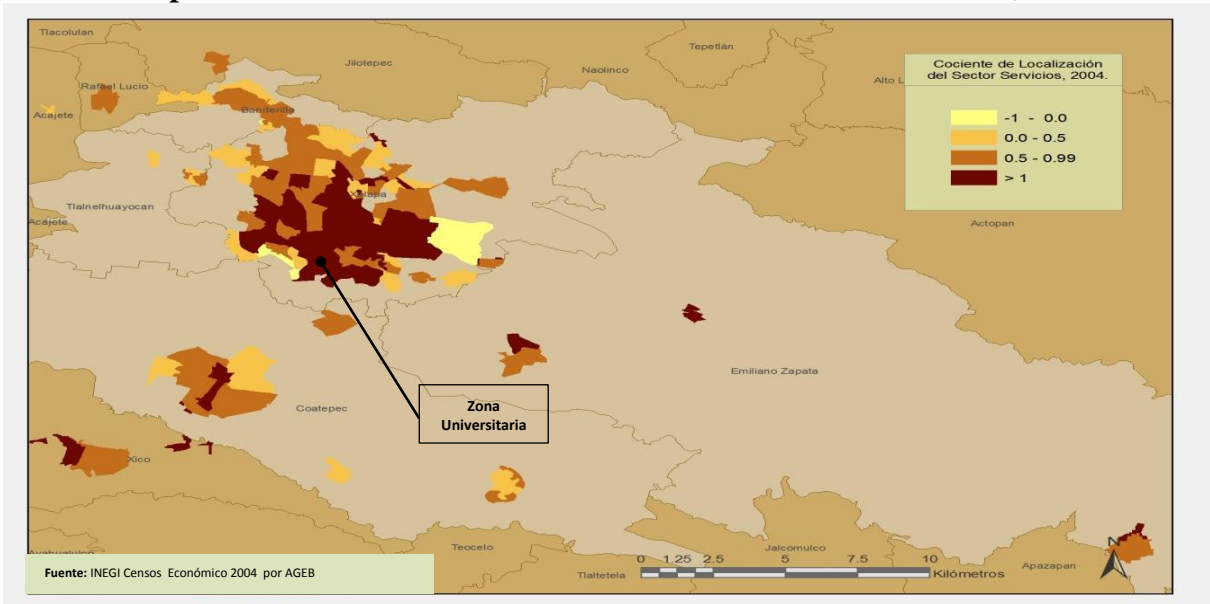 Tlacolulan
Tepetlán
Jilotepec
Naolinco
Cociente de Localización
del Sector Servicios, 2004.
Alto L
Rafael Lucio
Banderilla
Acajete
-1 - 0.0
0.0 - 0.5
0.5 - 0.99
> 1
Xalapa
Tlalnelhuayocan
Acajete
Actopan
Emiliano Zapata
Zona
Universitaria
Coatepec
Xico
Teocelo
Jalcomulco
Apazapan
Tlaltetela
N
0 1.25 2.5 5 7.5 10
Kilómetros
Fuente: INEGI Censos Económico 2004 por AGEB